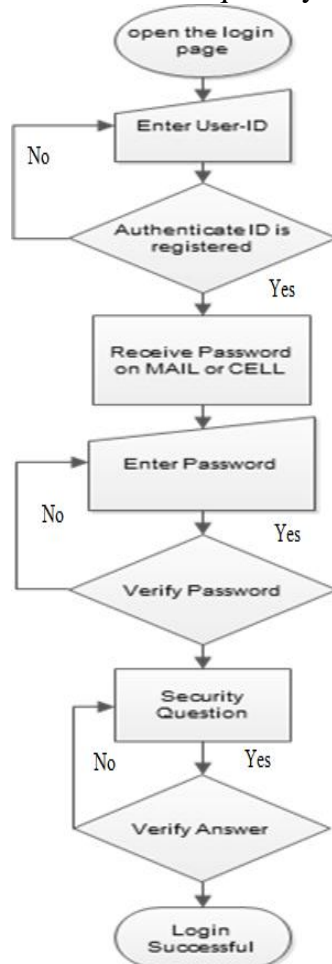 open the login
page
Enter User-ID
No
Authenticate ID is
registered
Yes
Receive Password
on MAIL or CELL
Enter Password
No
Yes
Verify Password
Security
Question
No
Yes
Verify Answer
Login
Successful